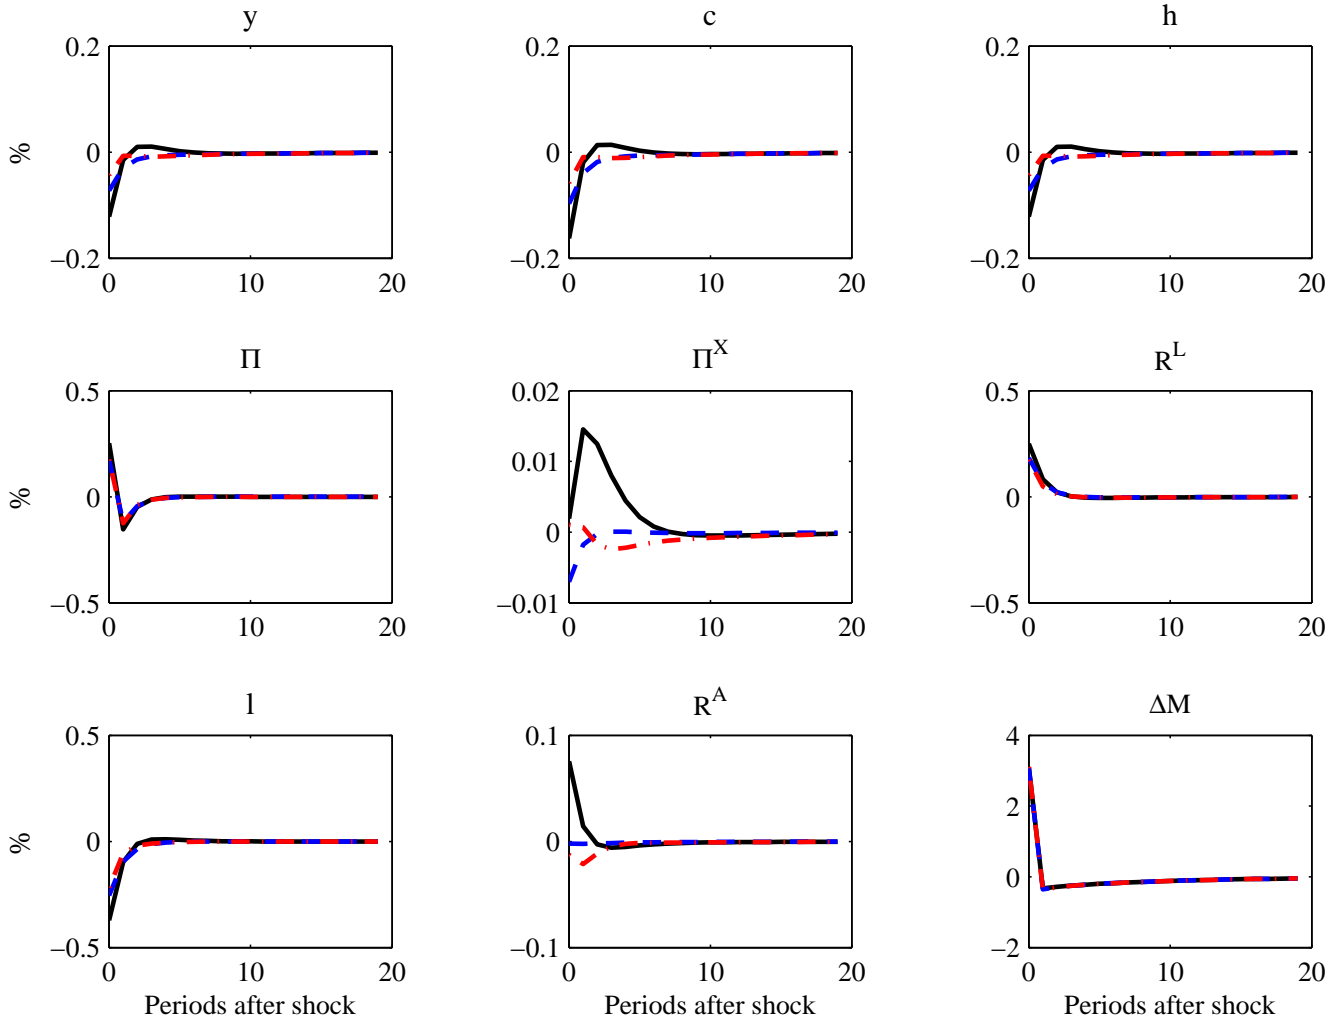 y c h
0.2 0.2 0.2
% 0 0 0
−0.2 −0.2 −0.2
0 10 20 0 10 20 0 10 20
Π Π^X R^L
0.5 0.02 0.5
0.01
% 0 0 0
−0.5 −0.01 −0.5
0 10 20 0 10 20 0 10 20
l R^A ΔM
0.5 0.1 4
2
% 0 0 0
−0.5 −0.1 −2
0 10 20 0 10 20 0 10 20
Periods after shock Periods after shock Periods after shock